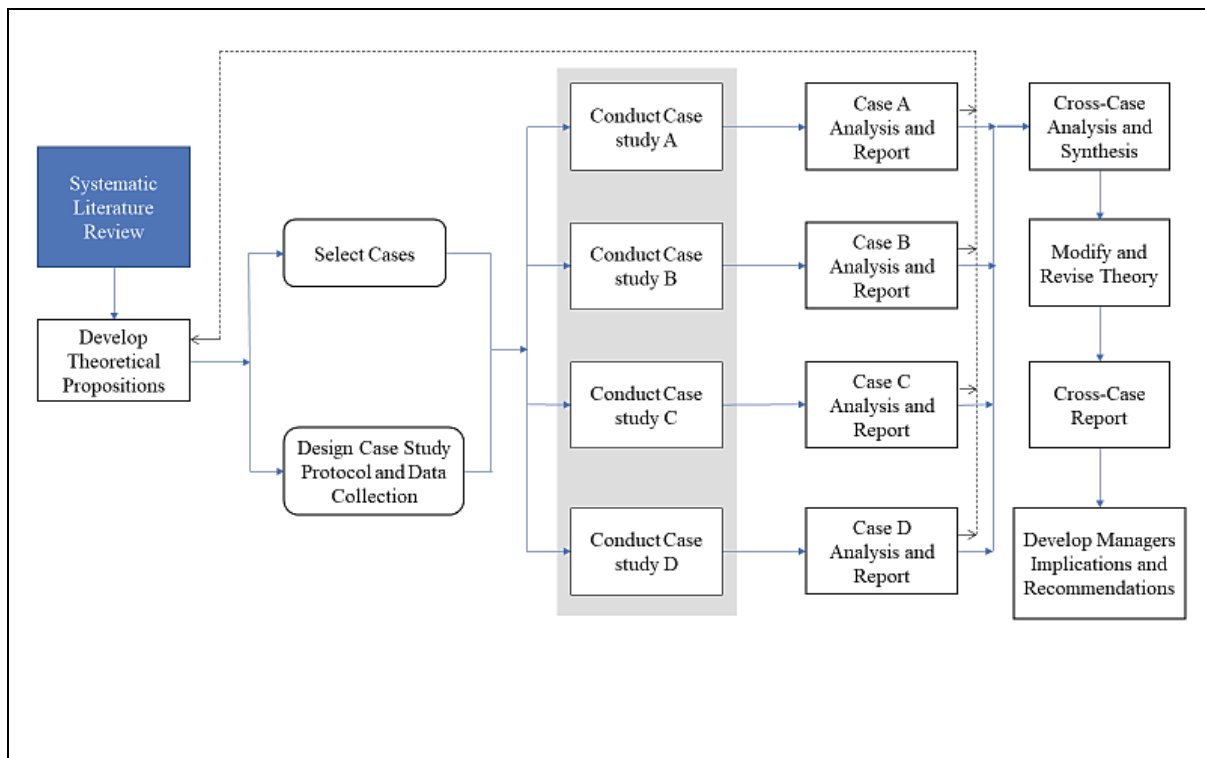 Systematic
Literature
Review
Develop
Theoretical
Propositions
Select Cases
Design Case Study
Protocol and Data
Collection
Conduct Case
study A
Conduct Case
study B
Conduct Case
study C
Conduct Case
study D
Case A
Analysis and
Report
Case B
Analysis and
Report
Case C
Analysis and
Report
Case D
Analysis and
Report
Cross-Case
Analysis and
Synthesis
Modify and
Revise Theory
Cross-Case
Report
Develop Managers
Implications and
Recommendations